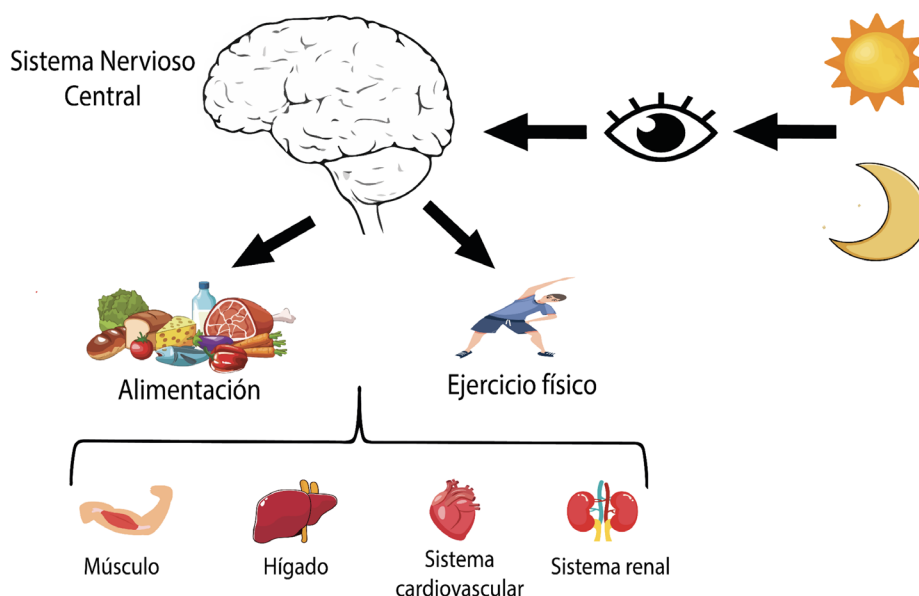 Sistema Nervioso
Central
Alimentación
Ejercicio físico
Músculo
Hígado
Sistema
cardiovascular
Sistema renal